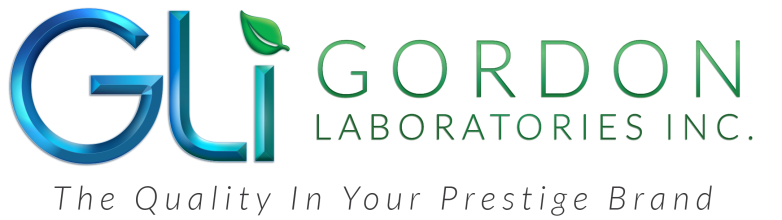 GLi
GORDON
LABORATORIES INC.
The Quality In Your Prestige Brand